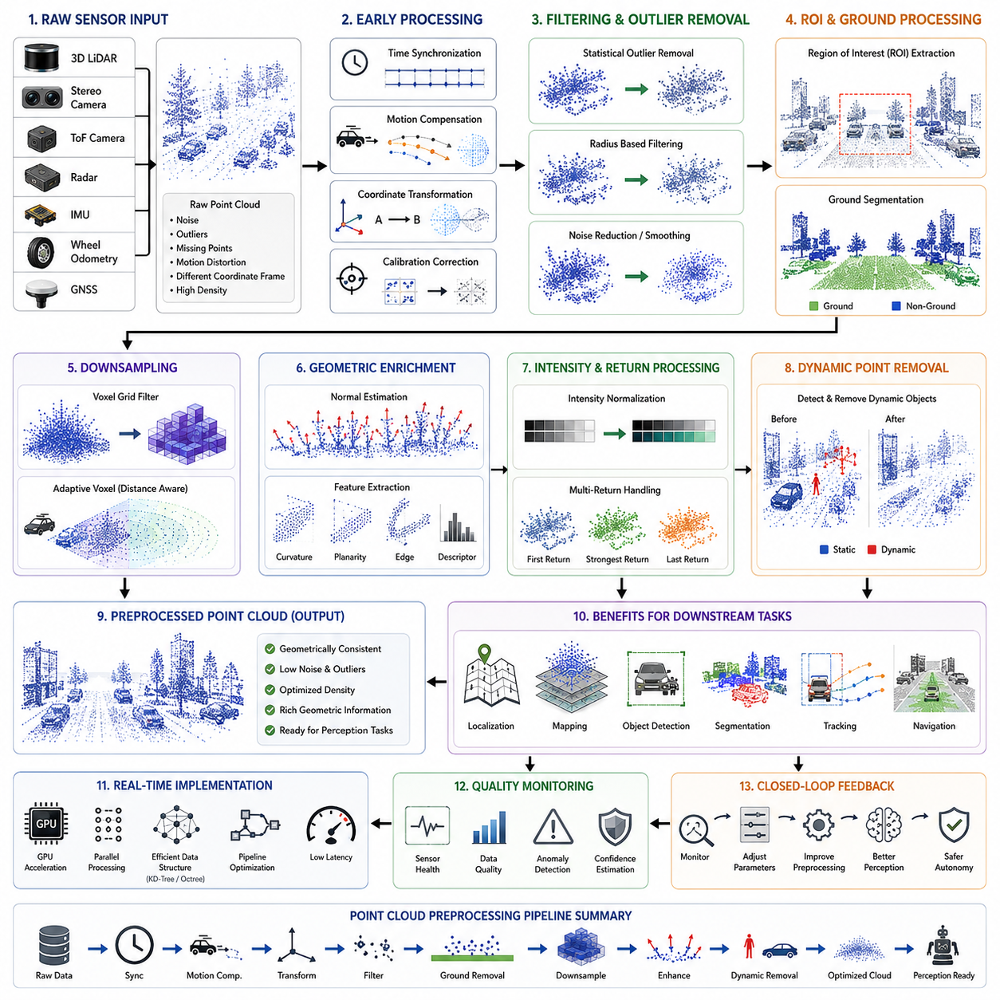 1. RAW SENSOR INPUT
3D LiDAR
Stereo
Camera
ToF Camera
Radar
IMU
Wheel
Odometry
GNSS
Raw Point Cloud
• Noise
• Outliers
• Missing Points
• Motion Distortion
• Different Coordinate Frame
• High Density
2. EARLY PROCESSING
Time Synchronization
Motion Compensation
Coordinate Transformation
A
B
Calibration Correction
3. FILTERING & OUTLIER REMOVAL
Statistical Outlier Removal
Radius Based Filtering
Noise Reduction / Smoothing
4. ROI & GROUND PROCESSING
Region of Interest (ROI) Extraction
Ground Segmentation
Ground
Non-Ground
5. DOWNSAMPLING
Voxel Grid Filter
Adaptive Voxel (Distance Aware)
6. GEOMETRIC ENRICHMENT
Normal Estimation
Feature Extraction
Curvature
Planarity
Edge
Descriptor
7. INTENSITY & RETURN PROCESSING
Intensity Normalization
Multi-Return Handling
First Return
Strongest Return
Last Return
8. DYNAMIC POINT REMOVAL
Detect & Remove Dynamic Objects
Before
After
Static
Dynamic
9. PREPROCESSED POINT CLOUD (OUTPUT)
Geometrically Consistent
Low Noise & Outliers
Optimized Density
Rich Geometric Information
Ready for Perception Tasks
10. BENEFITS FOR DOWNSTREAM TASKS
Localization
Mapping
Object Detection
Segmentation
Tracking
Navigation
11. REAL-TIME IMPLEMENTATION
GPU
GPU
Acceleration
Parallel
Processing
Efficient Data
Structure
(KD-Tree / Octree)
Pipeline
Optimization
Low Latency
12. QUALITY MONITORING
Sensor
Health
Data
Quality
Anomaly
Detection
Confidence
Estimation
13. CLOSED-LOOP FEEDBACK
Monitor
Adjust
Parameters
Improve
Preprocessing
Better
Perception
Safer
Autonomy
POINT CLOUD PREPROCESSING PIPELINE SUMMARY
Raw Data
Sync
Motion Comp.
Transform
Filter
Ground Removal
Downsample
Enhance
Dynamic Removal
Optimized Cloud
Perception Ready